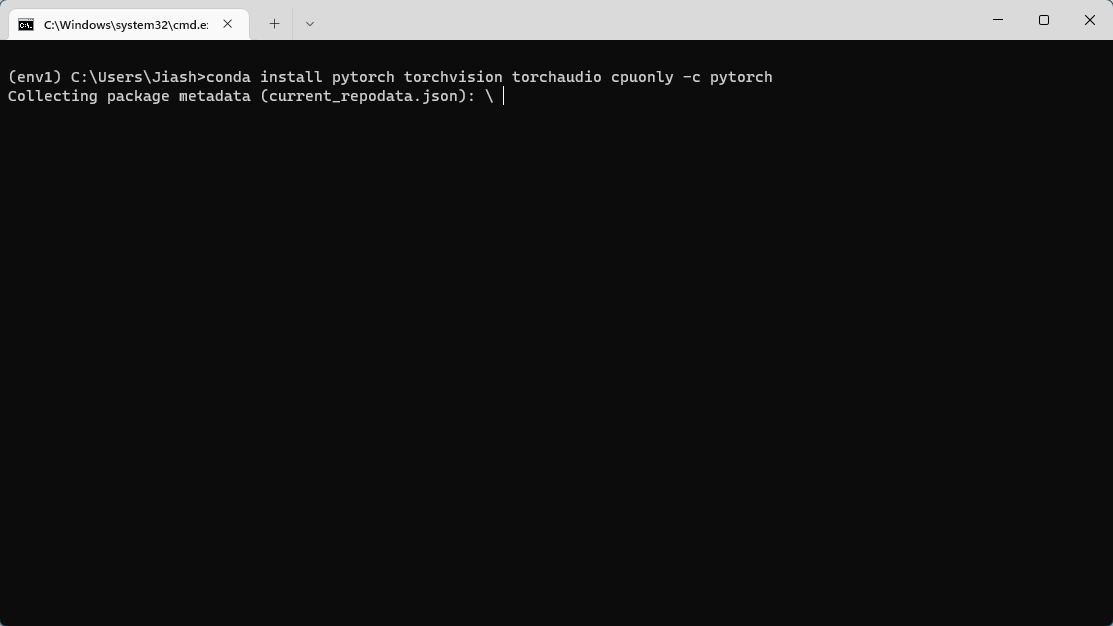 C:\Windows\system32\cmd.e:
(env1) C:\Users\Jiash>conda install pytorch torchvision torchaudio cpuonly -c pytorch
Collecting package metadata (current_repodata.json): \